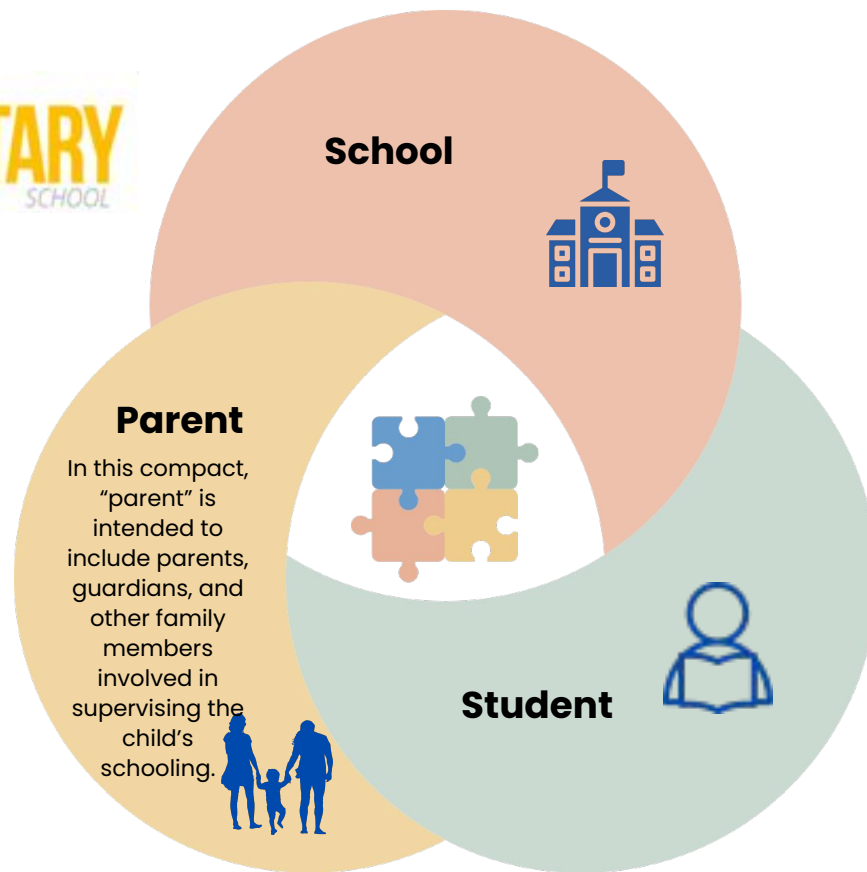 TARY
SCHOOL
School
Parent
In this compact,
“parent” is
intended to
include parents,
guardians, and
other family
members
involved in
supervising the
child’s
schooling.
Student